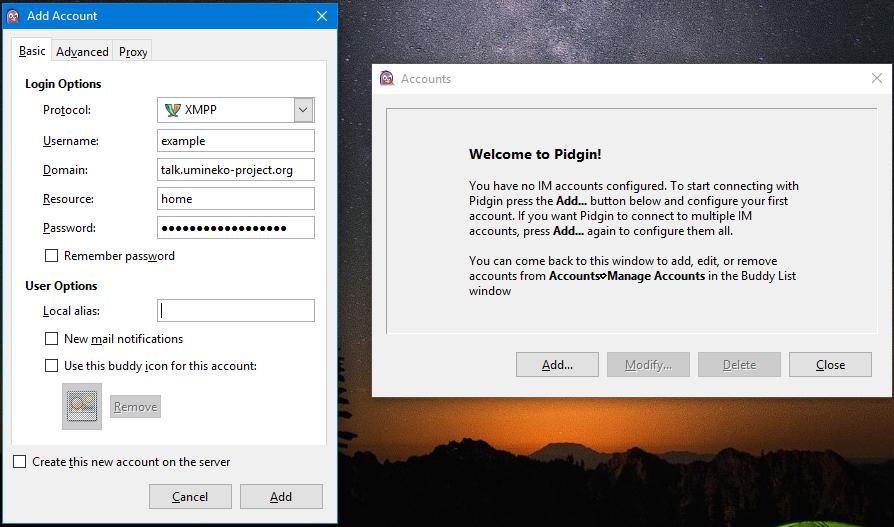 Add Account
Basic Advanced Proxy
Login Options
Protocol: XMPP
Username: example
Domain: talk.umineko-project.org
Resource: home
Password: ●●●●●●●●●●●●●●●●●●
Remember password
User Options
Local alias:
New mail notifications
Use this buddy icon for this account:
Remove
Create this new account on the server
Cancel Add
Accounts
Welcome to Pidgin!
You have no IM accounts configured. To start connecting with
Pidgin press the Add... button below and configure your first
account. If you want Pidgin to connect to multiple IM
accounts, press Add... again to configure them all.
You can come back to this window to add, edit, or remove
accounts from Accounts Manage Accounts in the Buddy List
window
Add... Modify... Delete Close